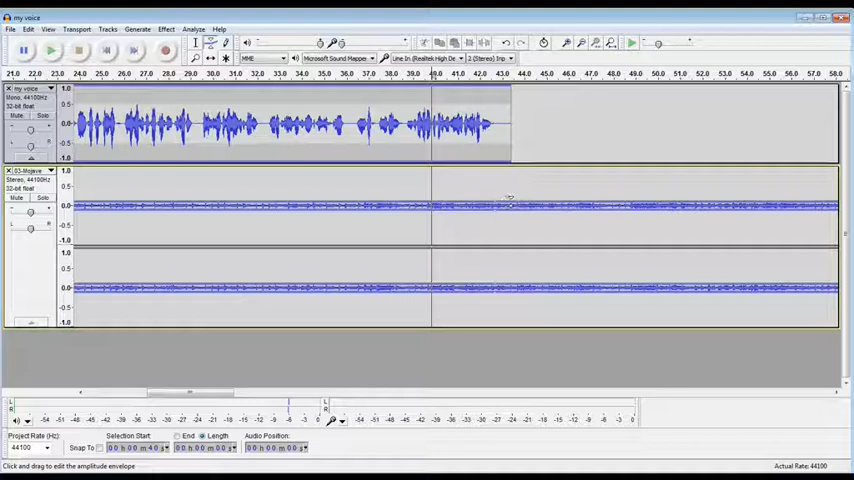 my voice
File Edit View Transport Tracks Generate Effect Analyze Help
MME Microsoft Sound Mapper Line In (Realtek High De 2 (Stereo) Inp
21.0 22.0 23.0 24.0 25.0 26.0 27.0 28.0 29.0 30.0 31.0 32.0 33.0 34.0 35.0 36.0 37.0 38.0 39.0 40.0 41.0 42.0 43.0 44.0 45.0 46.0 47.0 48.0 49.0 50.0 51.0 52.0 53.0 54.0 55.0 56.0 57.0 58.0
my voice 1.0
Mono, 44100Hz
32-bit float 0.5
Mute Solo
0.0
L R -0.5
-1.0
03-Mojave 1.0
Stereo, 44100Hz
32-bit float 0.5
Mute Solo
0.0
L R -0.5
-1.0
1.0
0.5
0.0
-0.5
-1.0
L
R
-54 -51 -48 -45 -42 -39 -36 -33 -30 -27 -24 -21 -18 -15 -12 -9 -6 -3 0 -54 -51 -48 -45 -42 -39 -36 -33 -30 -27 -24 -21 -18 -15 -12 -9 -6 -3 0
Project Rate (Hz): Selection Start: End Length Audio Position:
44100 Snap To 00 h 00 m 40 s 00 h 00 m 00 s 00 h 00 m 00 s
Click and drag to edit the amplitude envelope Actual Rate: 44100